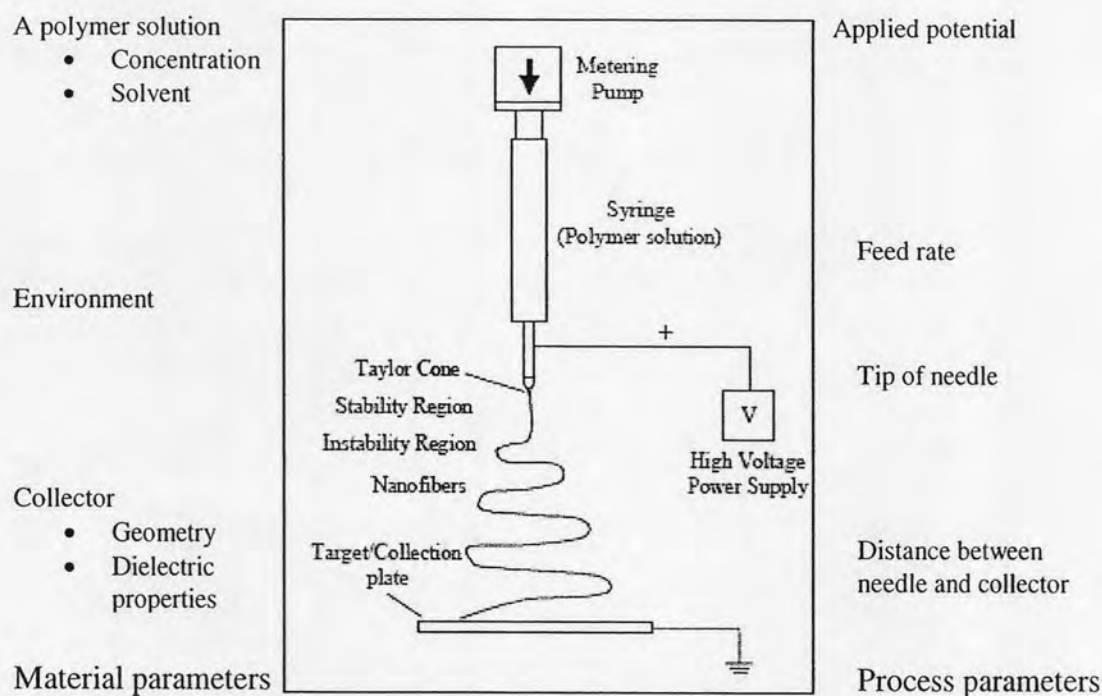 A polymer solution
• Concentration
• Solvent
Environment
Collector
• Geometry
• Dielectric
properties
Material parameters
Metering
Pump
Syringe
(Polymer solution)
+
Taylor Cone
Stability Region
Instability Region
Nanofibers
Target/Collection
plate
V
High Voltage
Power Supply
Applied potential
Feed rate
Tip of needle
Distance between
needle and collector
Process parameters